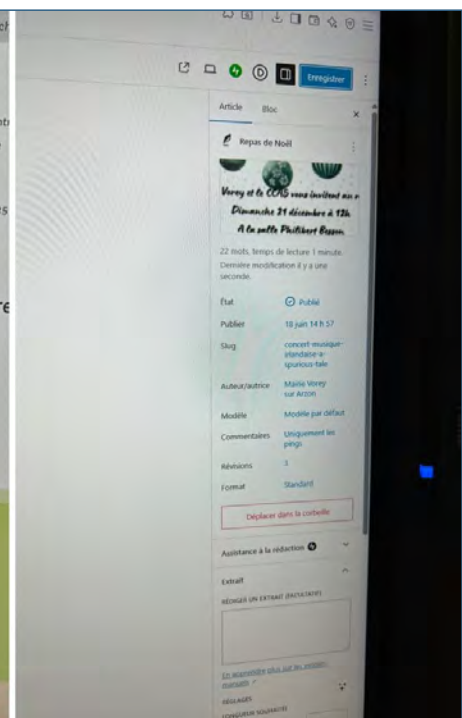 Enregistrer
Article Bloc
Repas de Noël
Vorey et le CCAS vous invitent au
Dimanche 21 décembre à 12h
A la salle Philibert Besson
22 mots, temps de lecture 1 minute.
Dernière modification il y a une
seconde.
État Publié
Publier 18 juin 14 h 57
Slug concert-musique-
irlandaise-a-
spurious-tale
Auteur/autrice Mairie Vorey
sur Arzon
Modèle Modèle par défaut
Commentaires Uniquement les
pings
Révisions 3
Format Standard
Déplacer dans la corbeille
Assistance à la rédaction
Extrait
RÉDIGER UN EXTRAIT (FACULTATIF)
En apprendre plus sur les extraits
manuels
RÉGLAGES